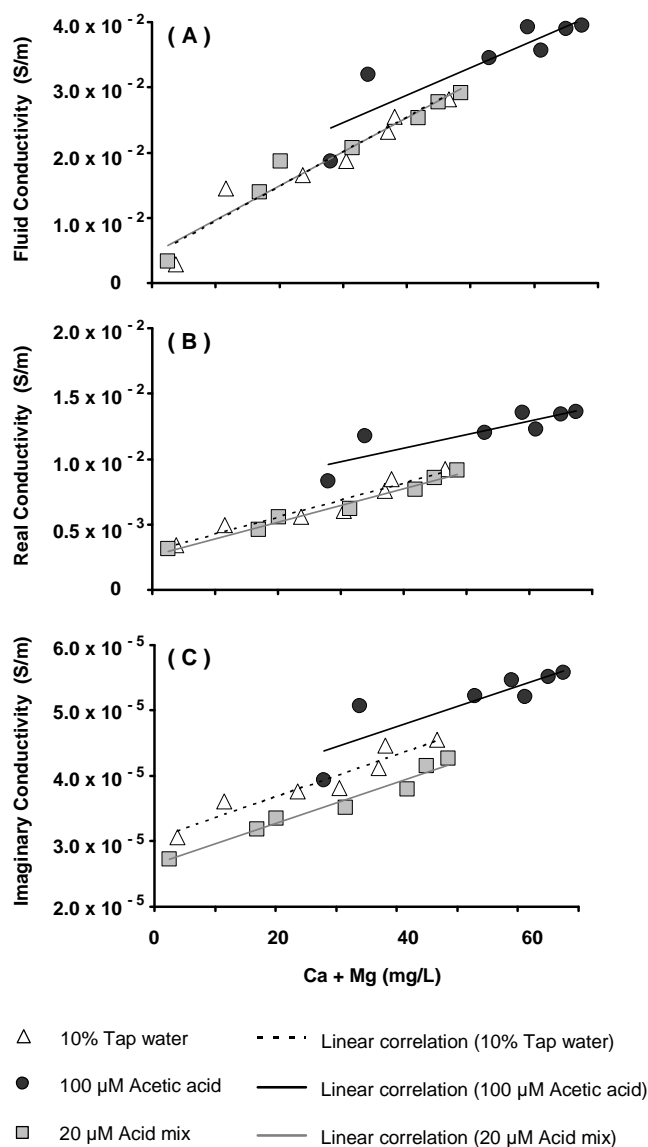 ( A )
Fluid Conductivity (S/m)
4.0 x 10 -2
3.0 x 10 -2
2.0 x 10 -2
1.0 x 10 -2
0
( B )
Real Conductivity (S/m)
2.0 x 10 -2
1.5 x 10 -2
1.0 x 10 -2
0.5 x 10 -3
0
( C )
Imaginary Conductivity (S/m)
6.0 x 10 -5
5.0 x 10 -5
4.0 x 10 -5
3.0 x 10 -5
2.0 x 10 -5
0 20 40 60
Ca + Mg (mg/L)
10% Tap water Linear correlation (10% Tap water)
100 µM Acetic acid Linear correlation (100 µM Acetic acid)
20 µM Acid mix Linear correlation (20 µM Acid mix)